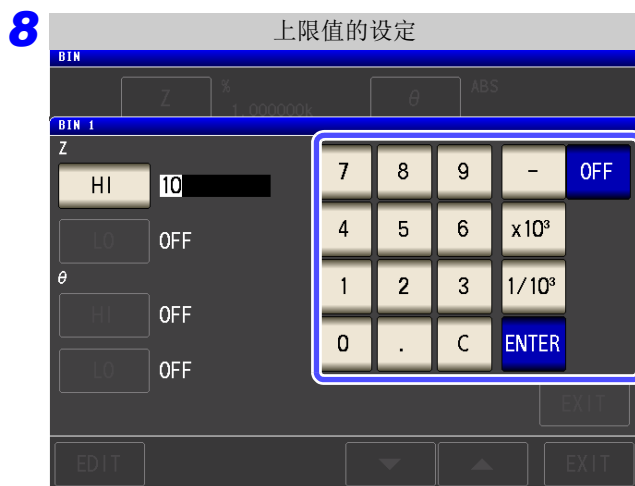 8
上限值的设定
BIN
Z % 1.000000k θ ABS
BIN 1
Z
HI 10
LO OFF
θ
HI OFF
LO OFF
7 8 9 - OFF
4 5 6 x10³
1 2 3 1/10³
0 . C ENTER
EXIT
EDIT ▼ ▲ EXIT